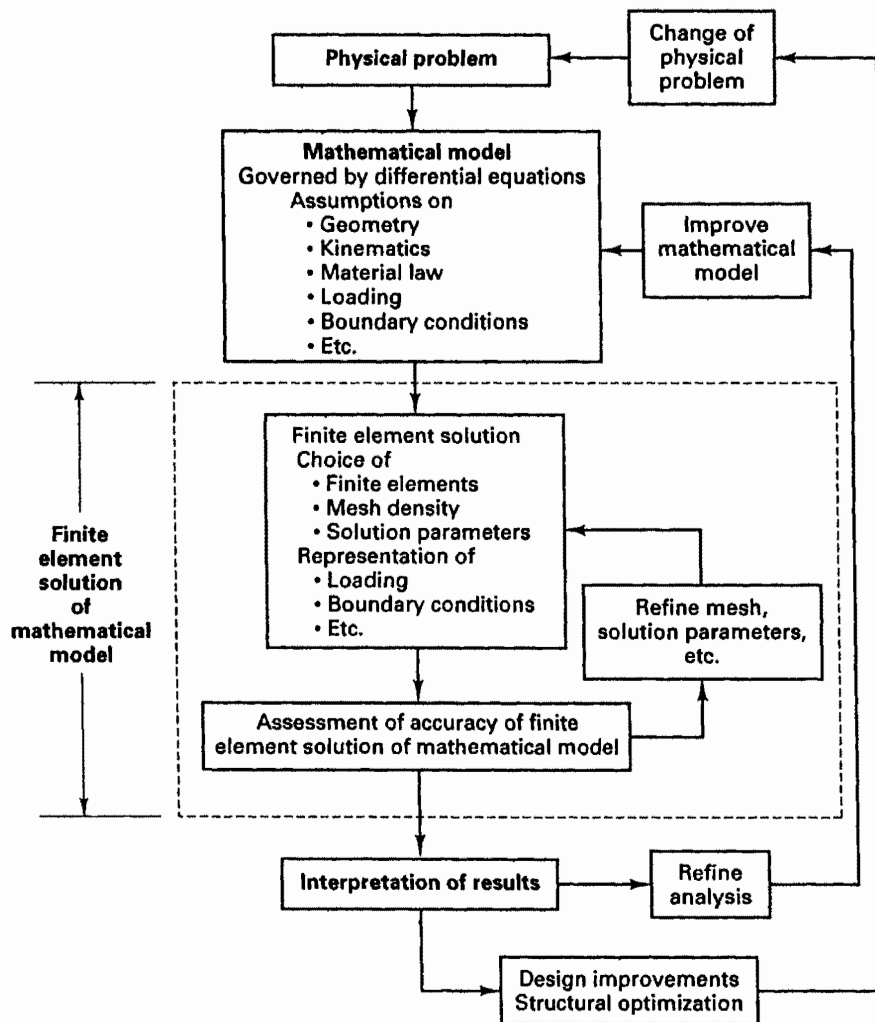 Physical problem
Change of
physical
problem
Mathematical model
Governed by differential equations
Assumptions on
• Geometry
• Kinematics
• Material law
• Loading
• Boundary conditions
• Etc.
Improve
mathematical
model
Finite
element
solution
of
mathematical
model
Finite element solution
Choice of
• Finite elements
• Mesh density
• Solution parameters
Representation of
• Loading
• Boundary conditions
• Etc.
Refine mesh,
solution parameters,
etc.
Assessment of accuracy of finite
element solution of mathematical model
Interpretation of results
Refine
analysis
Design improvements
Structural optimization